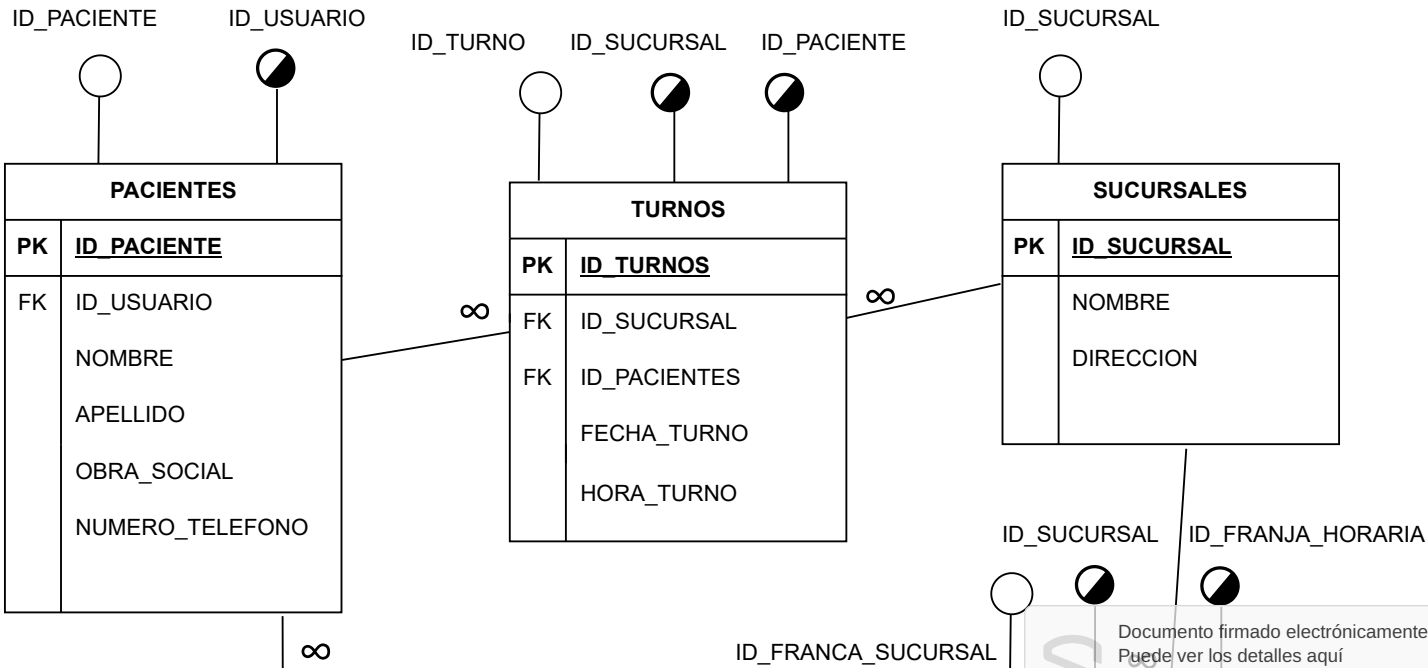 ID_PACIENTE
ID_USUARIO
PACIENTES
PK ID_PACIENTE
FK ID_USUARIO
NOMBRE
APELLIDO
OBRA_SOCIAL
NUMERO_TELEFONO
∞
∞
ID_TURNO
ID_SUCURSAL
ID_PACIENTE
TURNOS
PK ID_TURNOS
FK ID_SUCURSAL
FK ID_PACIENTES
FECHA_TURNO
HORA_TURNO
∞
ID_SUCURSAL
SUCURSALES
PK ID_SUCURSAL
NOMBRE
DIRECCION
ID_SUCURSAL
ID_FRANJA_HORARIA
ID_FRANCA_SUCURSAL
∞
Documento firmado electrónicamente
Puede ver los detalles aquí